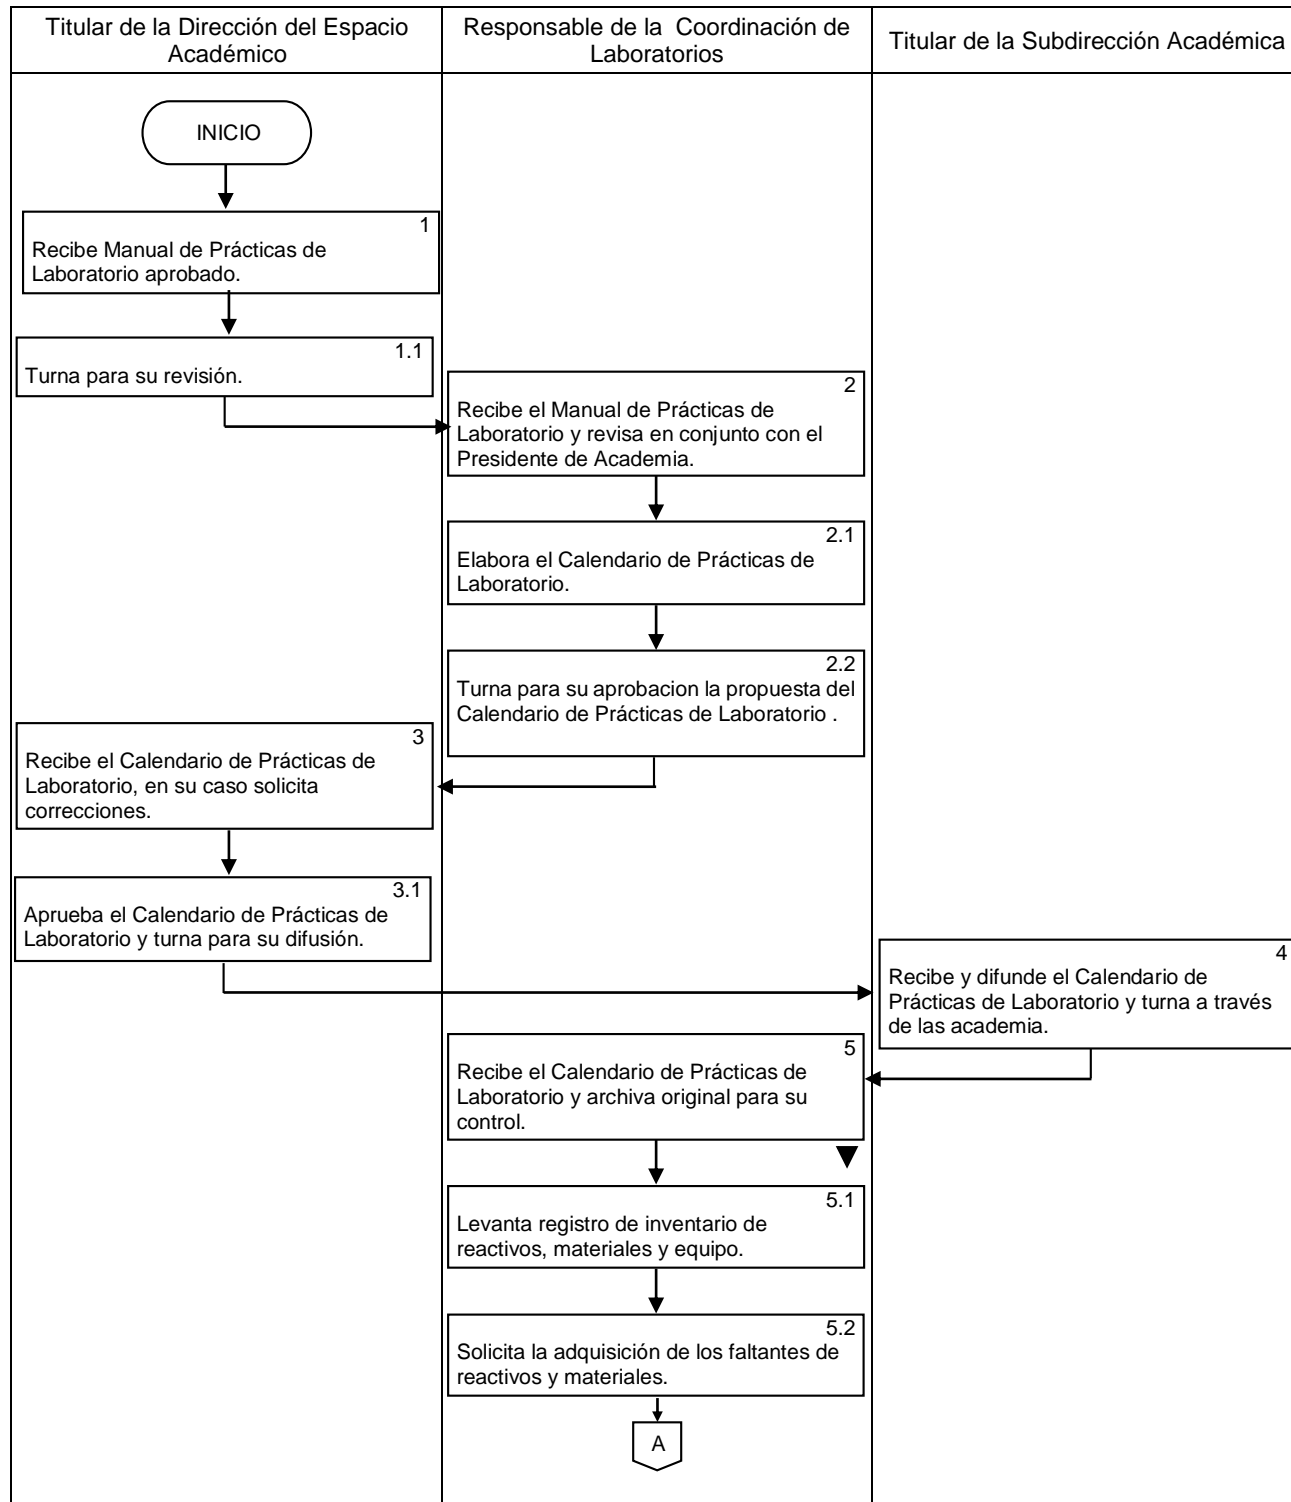 Titular de la Dirección del Espacio
Académico
Responsable de la  Coordinación de
Laboratorios
Titular de la Subdirección Académica
INICIO
1
Recibe Manual de Prácticas de
Laboratorio aprobado.
1.1
Turna para su revisión.
2
Recibe el Manual de Prácticas de
Laboratorio y revisa en conjunto con el
Presidente de Academia.
2.1
Elabora el Calendario de Prácticas de
Laboratorio.
2.2
Turna para su aprobacion la propuesta del
Calendario de Prácticas de Laboratorio .
3
Recibe el Calendario de Prácticas de
Laboratorio, en su caso solicita
correcciones.
3.1
Aprueba el Calendario de Prácticas de
Laboratorio y turna para su difusión.
4
Recibe y difunde el Calendario de
Prácticas de Laboratorio y turna a través
de las academia.
5
Recibe el Calendario de Prácticas de
Laboratorio y archiva original para su
control.
5.1
Levanta registro de inventario de
reactivos, materiales y equipo.
5.2
Solicita la adquisición de los faltantes de
reactivos y materiales.
A